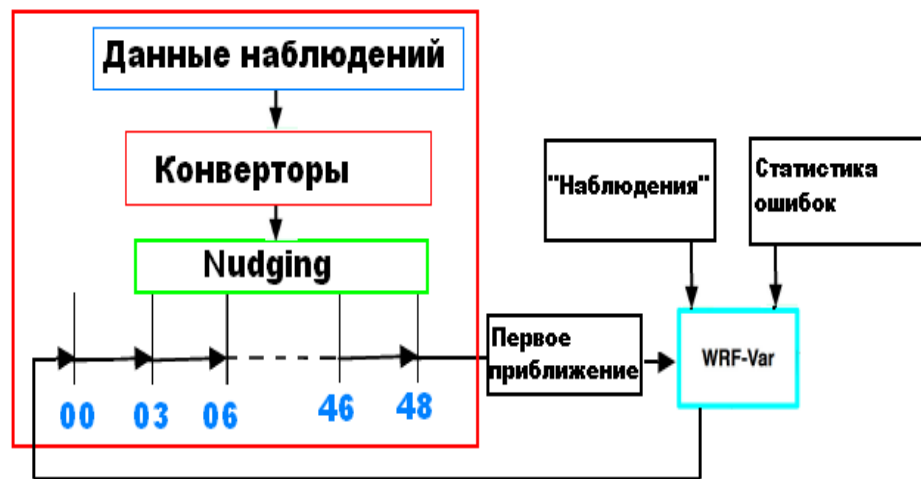 Данные наблюдений
Конверторы
Nudging
00 03 06 46 48
Первое
приближение
"Наблюдения"
Статистика
ошибок
WRF-Var